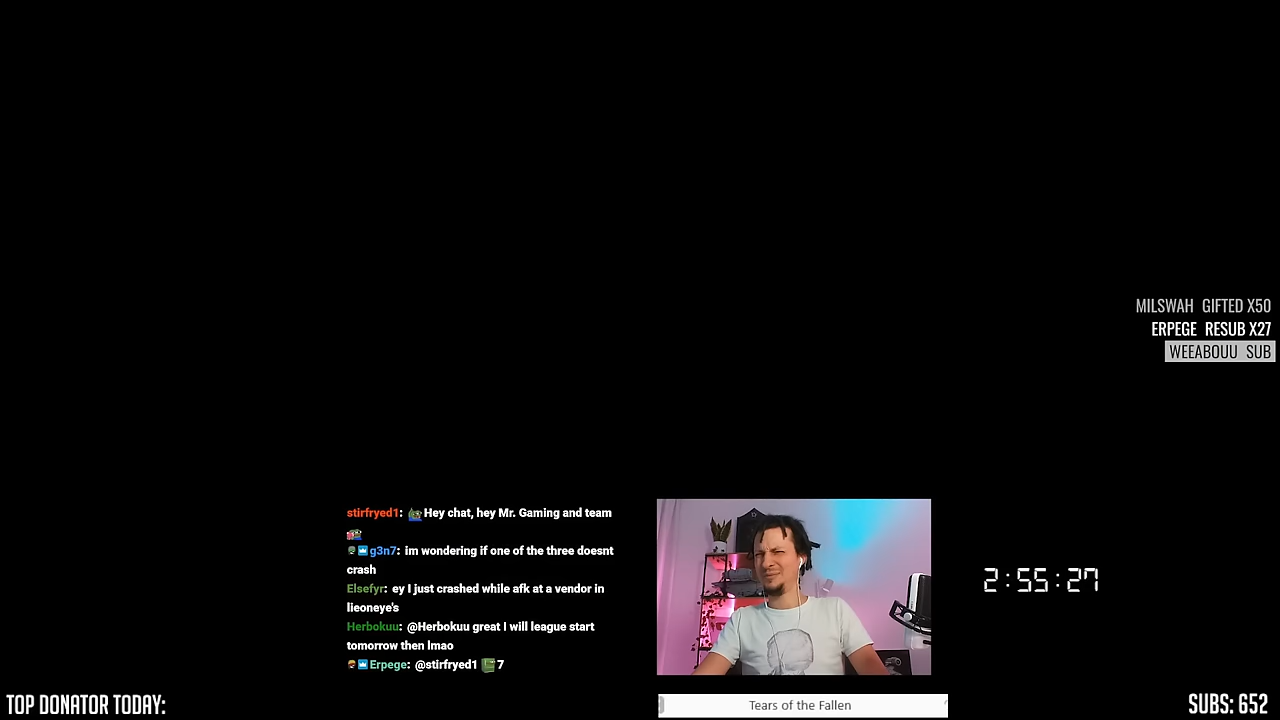 MILSWAH GIFTED X50
ERPEGE RESUB X27
WEEABOUU SUB
stirfryed1: Hey chat, hey Mr. Gaming and team
g3n7: im wondering if one of the three doesnt
crash
Elsefyr: ey I just crashed while afk at a vendor in
lieoneye's
Herbokuu: @Herbokuu great I will league start
tomorrow then lmao
Erpege: @stirfryed1 7
2:55:27
TOP DONATOR TODAY:
Tears of the Fallen
SUBS: 652